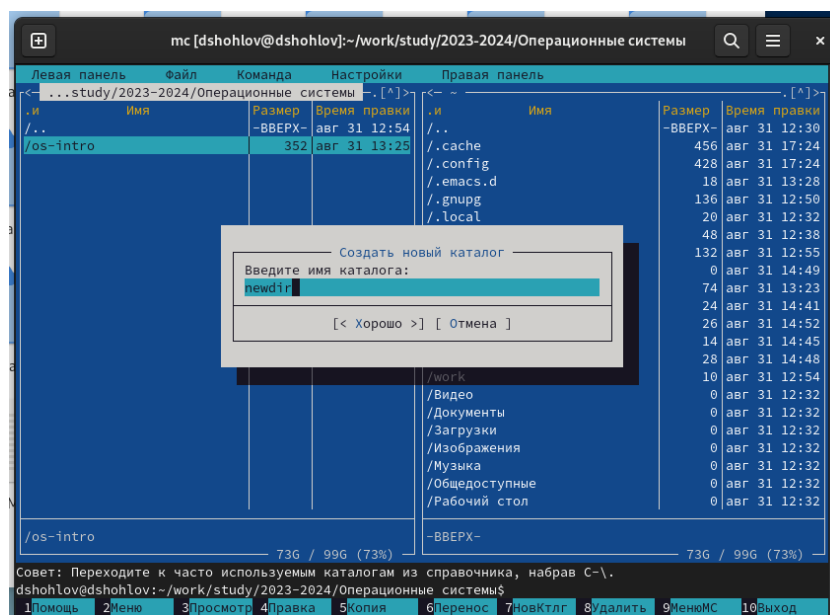 mc [dshohlov@dshohlov]:~/work/study/2023-2024/Операционные системы
Левая панель Файл Команда Настройки Правая панель
<— ...study/2023-2024/Операционные системы —.[^]>
.и Имя Размер Время правки
/.. -ВВЕРХ- авг 31 12:54
/os-intro 352 авг 31 13:25
/os-intro
73G / 99G (73%)
<— ~ —.[^]>
.и Имя Размер Время правки
/.. -ВВЕРХ- авг 31 12:30
/.cache 456 авг 31 17:24
/.config 428 авг 31 17:24
/.emacs.d 18 авг 31 13:28
/.gnupg 136 авг 31 12:50
/.local 20 авг 31 12:32
48 авг 31 12:38
132 авг 31 12:55
0 авг 31 14:49
74 авг 31 13:23
24 авг 31 14:41
26 авг 31 14:52
14 авг 31 14:45
28 авг 31 14:48
/work 10 авг 31 12:54
/Видео 0 авг 31 12:32
/Документы 0 авг 31 12:32
/Загрузки 0 авг 31 12:32
/Изображения 0 авг 31 12:32
/Музыка 0 авг 31 12:32
/Общедоступные 0 авг 31 12:32
/Рабочий стол 0 авг 31 12:32
-ВВЕРХ-
73G / 99G (73%)
Создать новый каталог
Введите имя каталога:
newdir
[< Хорошо >] [ Отмена ]
Совет: Переходите к часто используемым каталогам из справочника, набрав C-\.
dshohlov@dshohlov:~/work/study/2023-2024/Операционные системы$
1Помощь 2Меню 3Просмотр 4Правка 5Копия 6Перенос 7НовКтлг 8Удалить 9МенюМС 10Выход